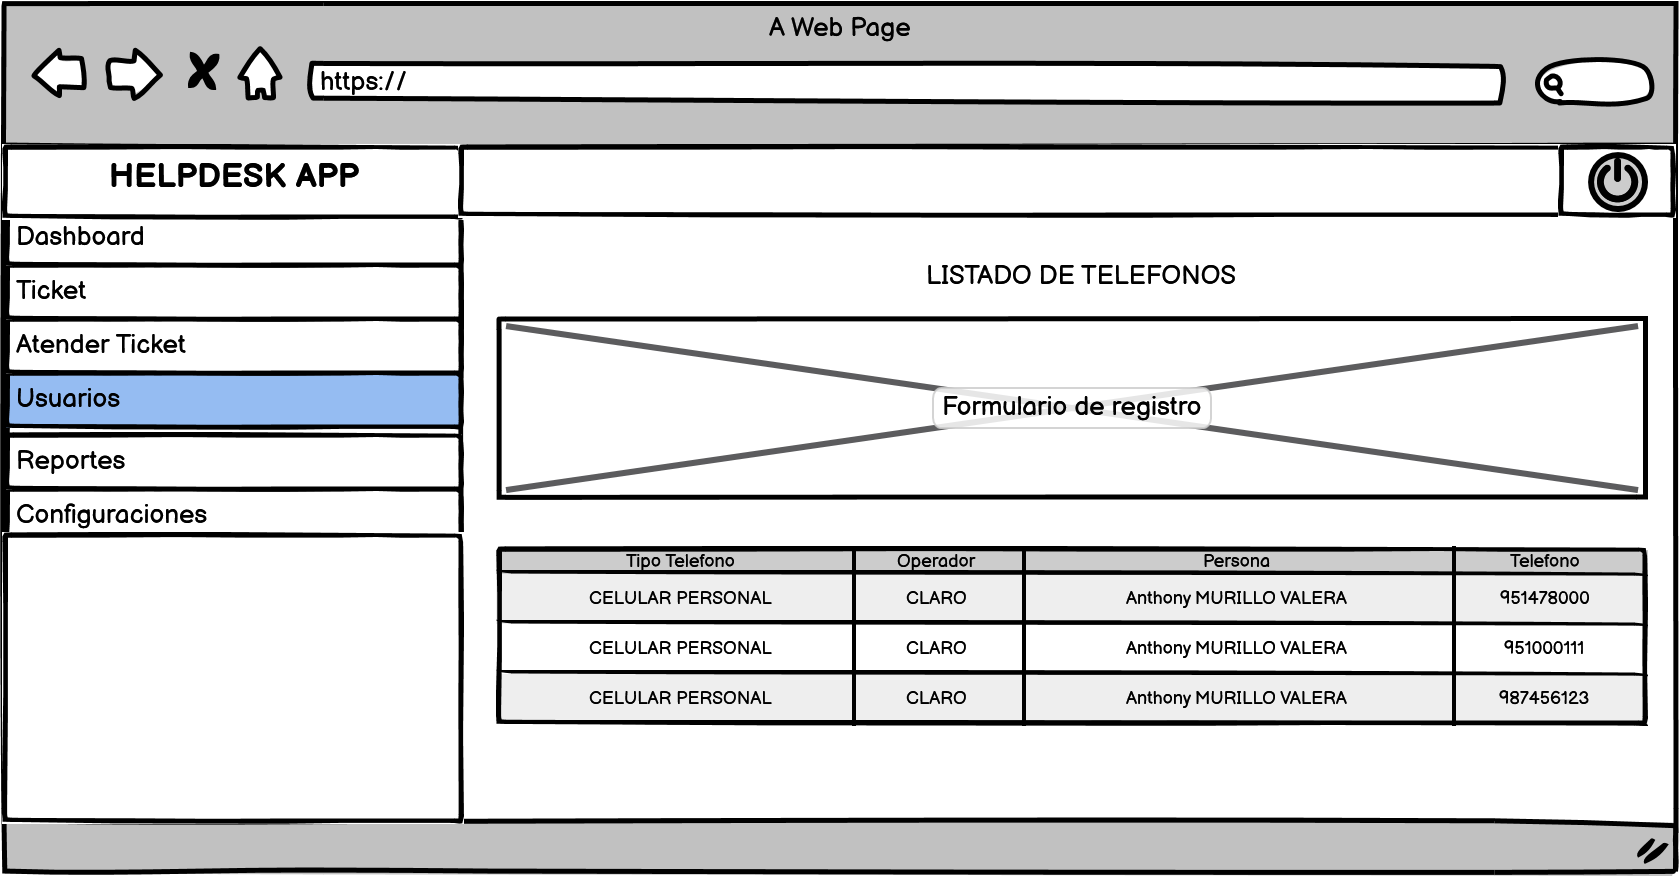 A Web Page
https://
HELPDESK APP
Dashboard
Ticket
Atender Ticket
Usuarios
Reportes
Configuraciones
LISTADO DE TELEFONOS
Formulario de registro
Tipo Telefono Operador Persona Telefono
CELULAR PERSONAL CLARO Anthony MURILLO VALERA 951478000
CELULAR PERSONAL CLARO Anthony MURILLO VALERA 951000111
CELULAR PERSONAL CLARO Anthony MURILLO VALERA 987456123